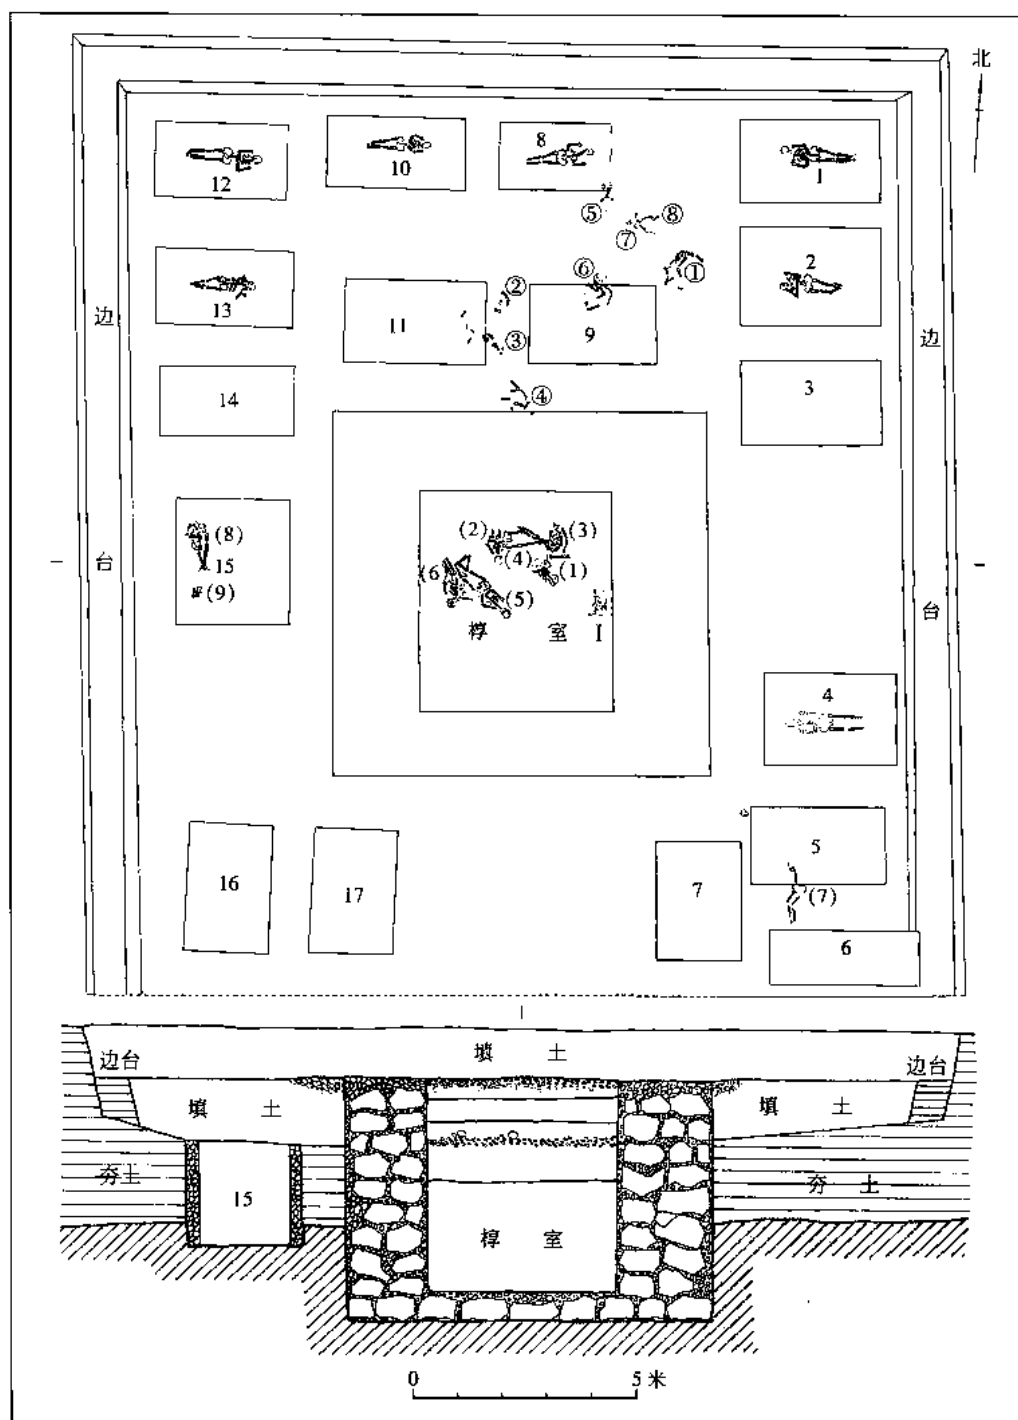 北
12
10
8
1
⑤
⑧
⑦
⑥
①
2
13
②
边
11
③
9
边
14
④
3
(8)
15
(9)
台
(2)
(3)
(4)
(1)
(6)
(5)
椁 室 I
台
4
5
(7)
16
17
7
6
边台
填 土
边台
填 土
填 土
夯土
15
椁 室
夯 土
0 5 米